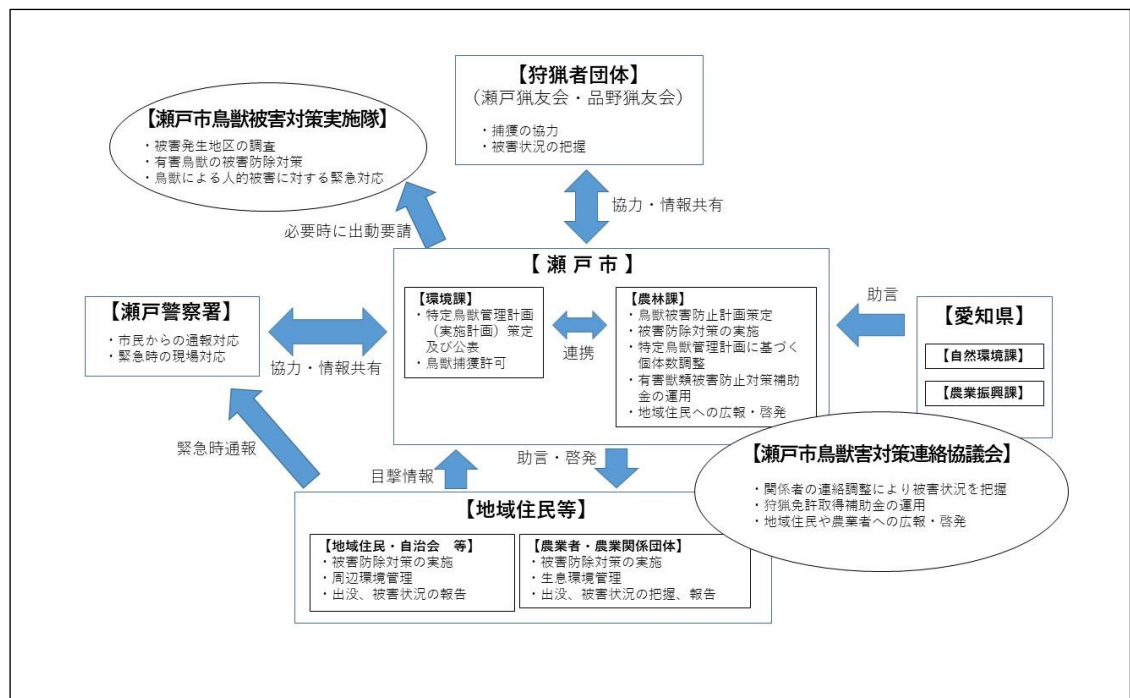 【狩猟者団体】
（瀬戸猟友会・品野猟友会）
・捕獲の協力
・被害状況の把握
【瀬戸市鳥獣被害対策実施隊】
・被害発生地区の調査
・有害鳥獣の被害防除対策
・鳥獣による人的被害に対する緊急対応
協力・情報共有
必要時に出動要請
【 瀬 戸 市 】
【環境課】
・特定鳥獣管理計画
（実施計画）策定
及び公表
・鳥獣捕獲許可
連携
【農林課】
・鳥獣被害防止計画策定
・被害防除対策の実施
・特定鳥獣管理計画に基づく
個体数調整
・有害獣類被害防止対策補助
金の運用
・地域住民への広報・啓発
【瀬戸警察署】
・市民からの通報対応
・緊急時の現場対応
協力・情報共有
助言
【愛知県】
【自然環境課】
【農業振興課】
緊急時通報
目撃情報
助言・啓発
【瀬戸市鳥獣害対策連絡協議会】
・関係者の連絡調整により被害状況を把握
・狩猟免許取得補助金の運用
・地域住民や農業者への広報・啓発
【地域住民等】
【地域住民・自治会　等】
・被害防除対策の実施
・周辺環境管理
・出没、被害状況の報告
【農業者・農業関係団体】
・被害防除対策の実施
・生息環境管理
・出没、被害状況の把握、報告